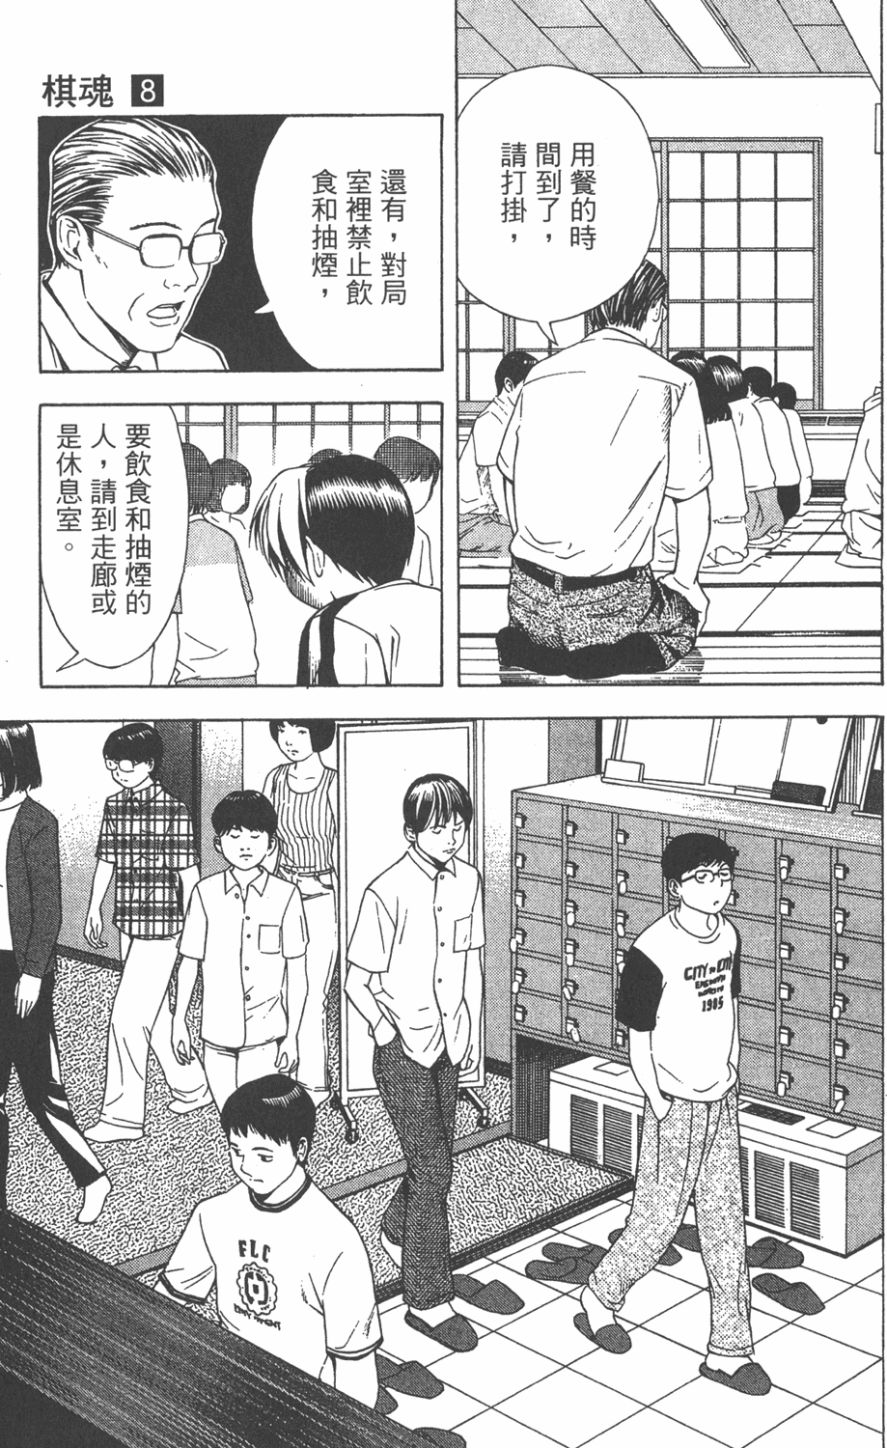 棋魂 8
用餐的時
間到了，
請打掛，
還有，對局
室裡禁止飲
食和抽煙，
要飲食和抽煙的
人，請到走廊或
是休息室。
CITY
1985
FLC